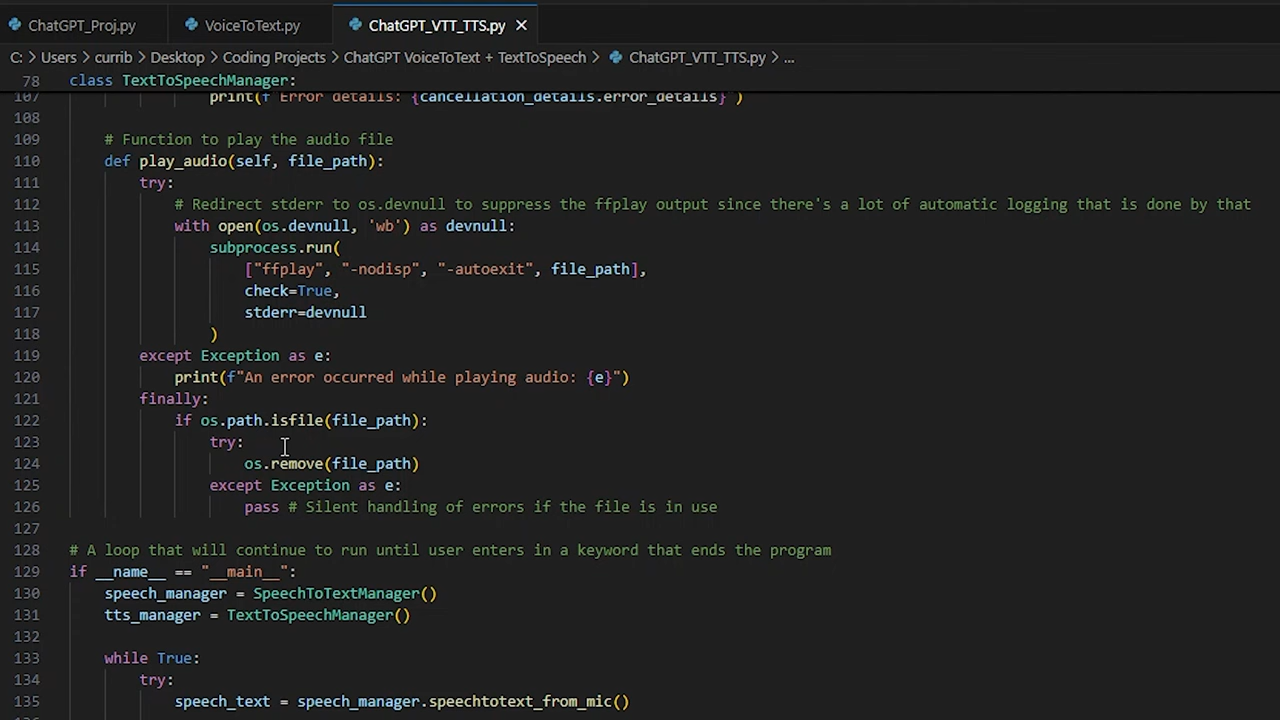 ChatGPT_Proj.py VoiceToText.py ChatGPT_VTT_TTS.py
C: > Users > currib > Desktop > Coding Projects > ChatGPT VoiceToText + TextToSpeech > ChatGPT_VTT_TTS.py > ...
78 class TextToSpeechManager:
107 print(f"Error details: {cancellation_details.error_details}")
108
109 # Function to play the audio file
110 def play_audio(self, file_path):
111 try:
112 # Redirect stderr to os.devnull to suppress the ffplay output since there's a lot of automatic logging that is done by that
113 with open(os.devnull, 'wb') as devnull:
114 subprocess.run(
115 ["ffplay", "-nodisp", "-autoexit", file_path],
116 check=True,
117 stderr=devnull
118 )
119 except Exception as e:
120 print(f"An error occurred while playing audio: {e}")
121 finally:
122 if os.path.isfile(file_path):
123 try:
124 os.remove(file_path)
125 except Exception as e:
126 pass # Silent handling of errors if the file is in use
127
128 # A loop that will continue to run until user enters in a keyword that ends the program
129 if __name__ == "__main__":
130 speech_manager = SpeechToTextManager()
131 tts_manager = TextToSpeechManager()
132
133 while True:
134 try:
135 speech_text = speech_manager.speechtotext_from_mic()